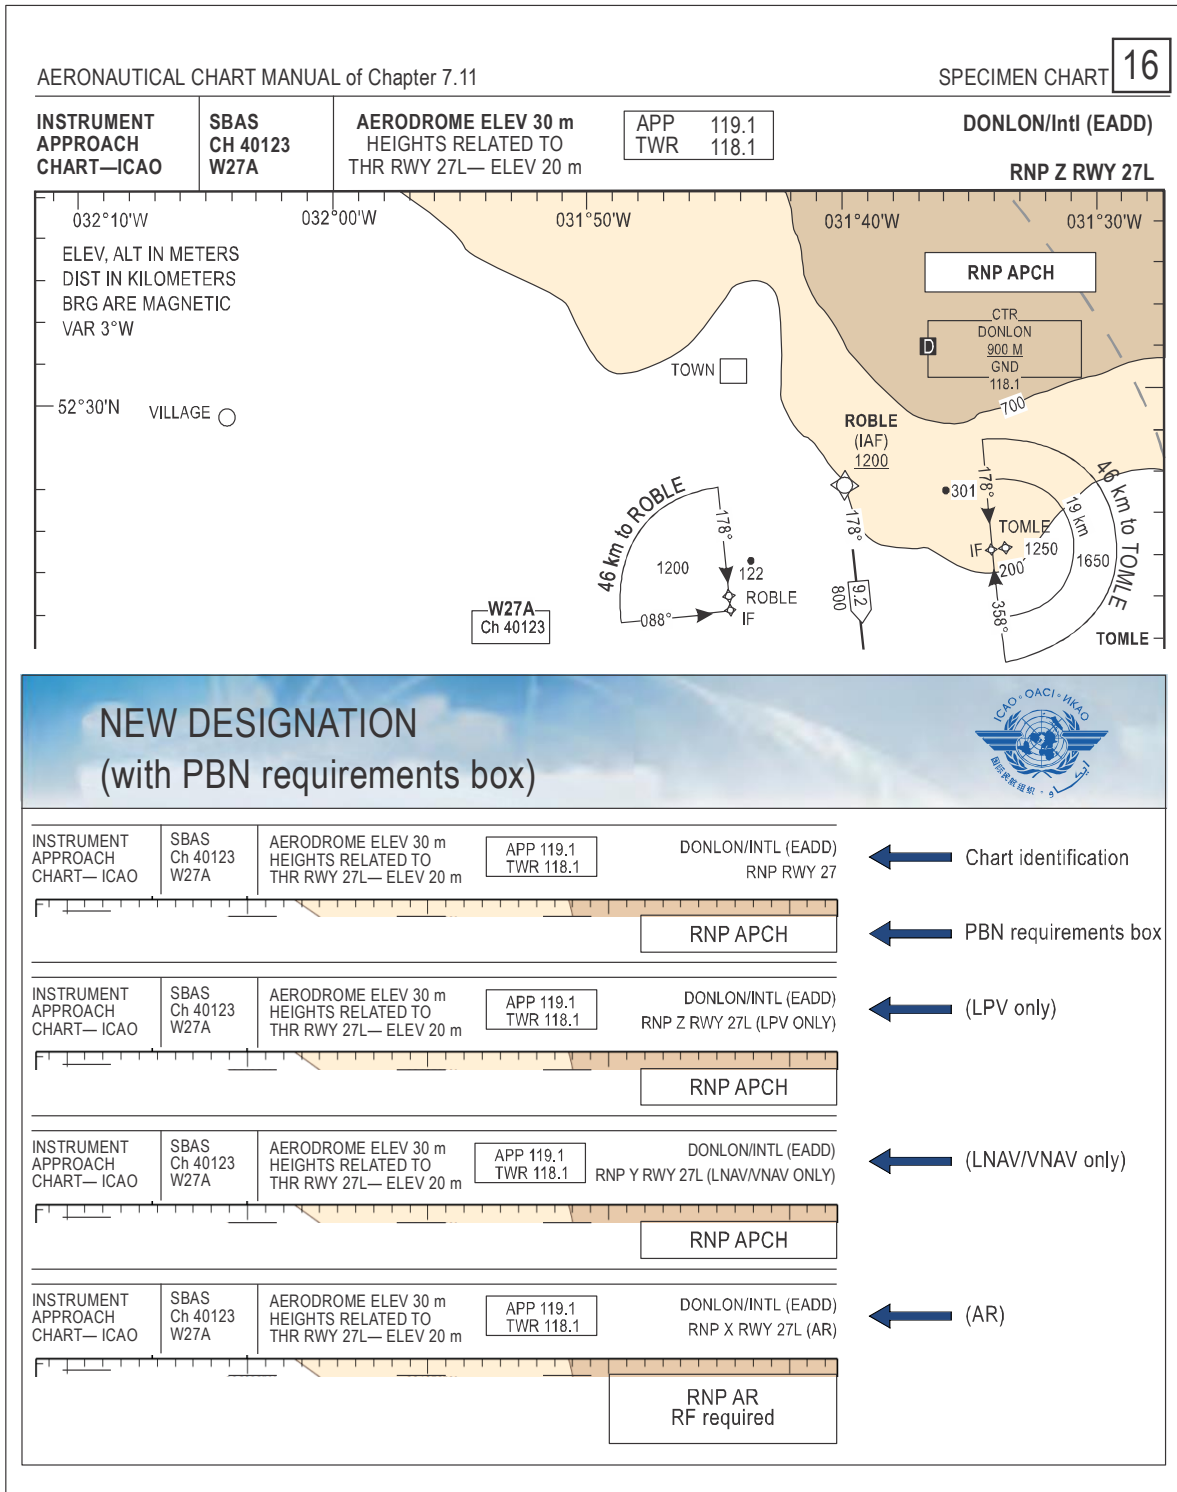 AERONAUTICAL CHART MANUAL of Chapter 7.11
SPECIMEN CHART 16
INSTRUMENT
APPROACH
CHART—ICAO
SBAS
CH 40123
W27A
AERODROME ELEV 30 m
HEIGHTS RELATED TO
THR RWY 27L— ELEV 20 m
APP 119.1
TWR 118.1
DONLON/Intl (EADD)
RNP Z RWY 27L
032°10'W
032°00'W
031°50'W
031°40'W
031°30'W
ELEV, ALT IN METERS
DIST IN KILOMETERS
BRG ARE MAGNETIC
VAR 3°W
RNP APCH
CTR
DONLON
D
900 M
GND
118.1
TOWN
700
52°30'N
VILLAGE
ROBLE
(IAF)
1200
301
178°
46 km to TOMLE
19 km
TOMLE
IF
1250
1650
200
358°
TOMLE
46 km to ROBLE
178°
178°
1200
122
ROBLE
IF
088°
9.2
800
W27A
Ch 40123
NEW DESIGNATION
(with PBN requirements box)
ICAO · OACI · ИКАО
国际民航组织 · إيكاو
INSTRUMENT
APPROACH
CHART— ICAO
SBAS
Ch 40123
W27A
AERODROME ELEV 30 m
HEIGHTS RELATED TO
THR RWY 27L— ELEV 20 m
APP 119.1
TWR 118.1
DONLON/INTL (EADD)
RNP RWY 27
Chart identification
RNP APCH
PBN requirements box
INSTRUMENT
APPROACH
CHART— ICAO
SBAS
Ch 40123
W27A
AERODROME ELEV 30 m
HEIGHTS RELATED TO
THR RWY 27L— ELEV 20 m
APP 119.1
TWR 118.1
DONLON/INTL (EADD)
RNP Z RWY 27L (LPV ONLY)
(LPV only)
RNP APCH
INSTRUMENT
APPROACH
CHART— ICAO
SBAS
Ch 40123
W27A
AERODROME ELEV 30 m
HEIGHTS RELATED TO
THR RWY 27L— ELEV 20 m
APP 119.1
TWR 118.1
DONLON/INTL (EADD)
RNP Y RWY 27L (LNAV/VNAV ONLY)
(LNAV/VNAV only)
RNP APCH
INSTRUMENT
APPROACH
CHART— ICAO
SBAS
Ch 40123
W27A
AERODROME ELEV 30 m
HEIGHTS RELATED TO
THR RWY 27L— ELEV 20 m
APP 119.1
TWR 118.1
DONLON/INTL (EADD)
RNP X RWY 27L (AR)
(AR)
RNP AR
RF required